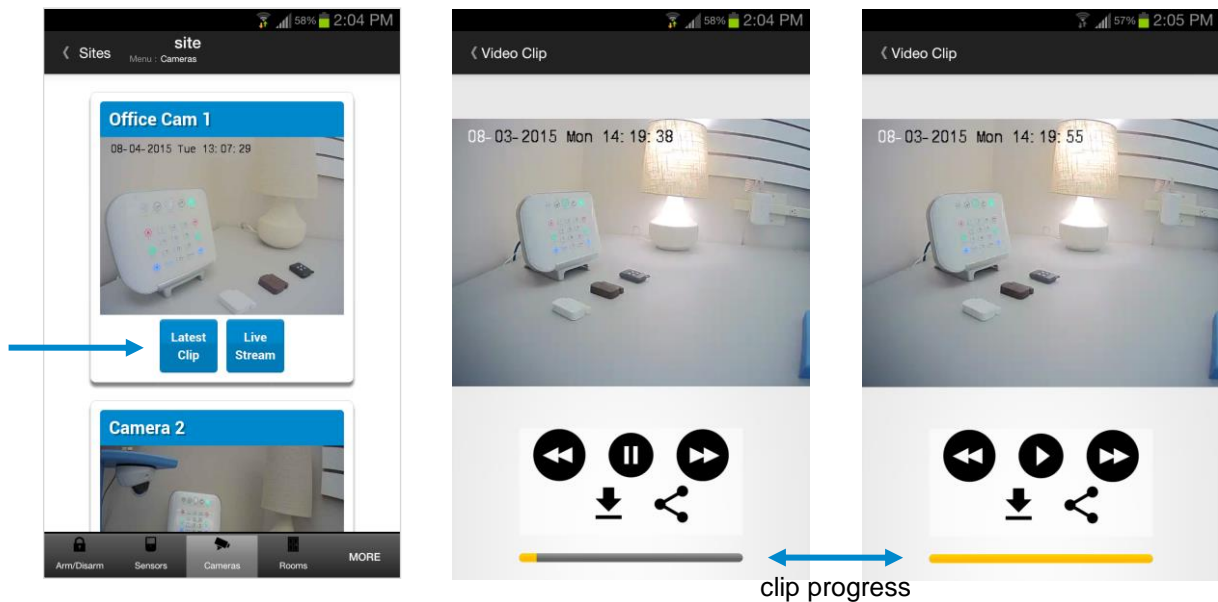 58% 2:04 PM
Sites
site
Menu : Cameras
Office Cam 1
08-04-2015 Tue 13:07:29
Latest Clip
Live Stream
Camera 2
Arm/Disarm
Sensors
Cameras
Rooms
MORE
58% 2:04 PM
Video Clip
08-03-2015 Mon 14:19:38
57% 2:05 PM
Video Clip
08-03-2015 Mon 14:19:55
clip progress